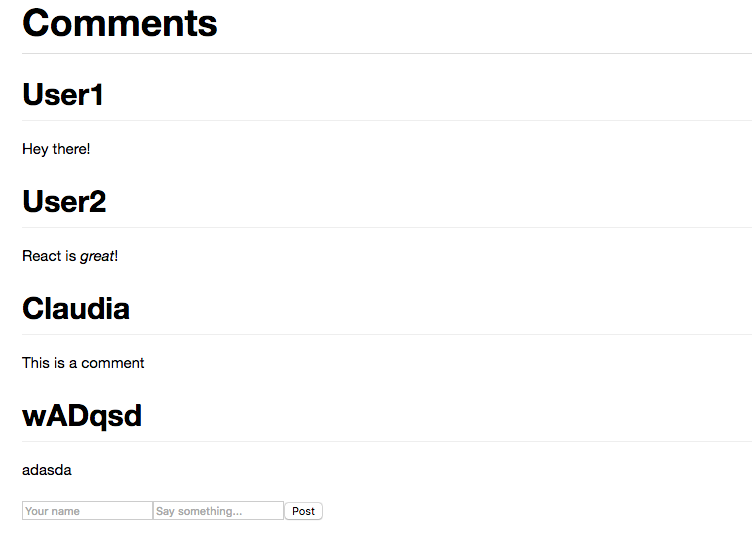 Comments
User1
Hey there!
User2
React is great!
Claudia
This is a comment
wADqsd
adasda
Your name Say something... Post